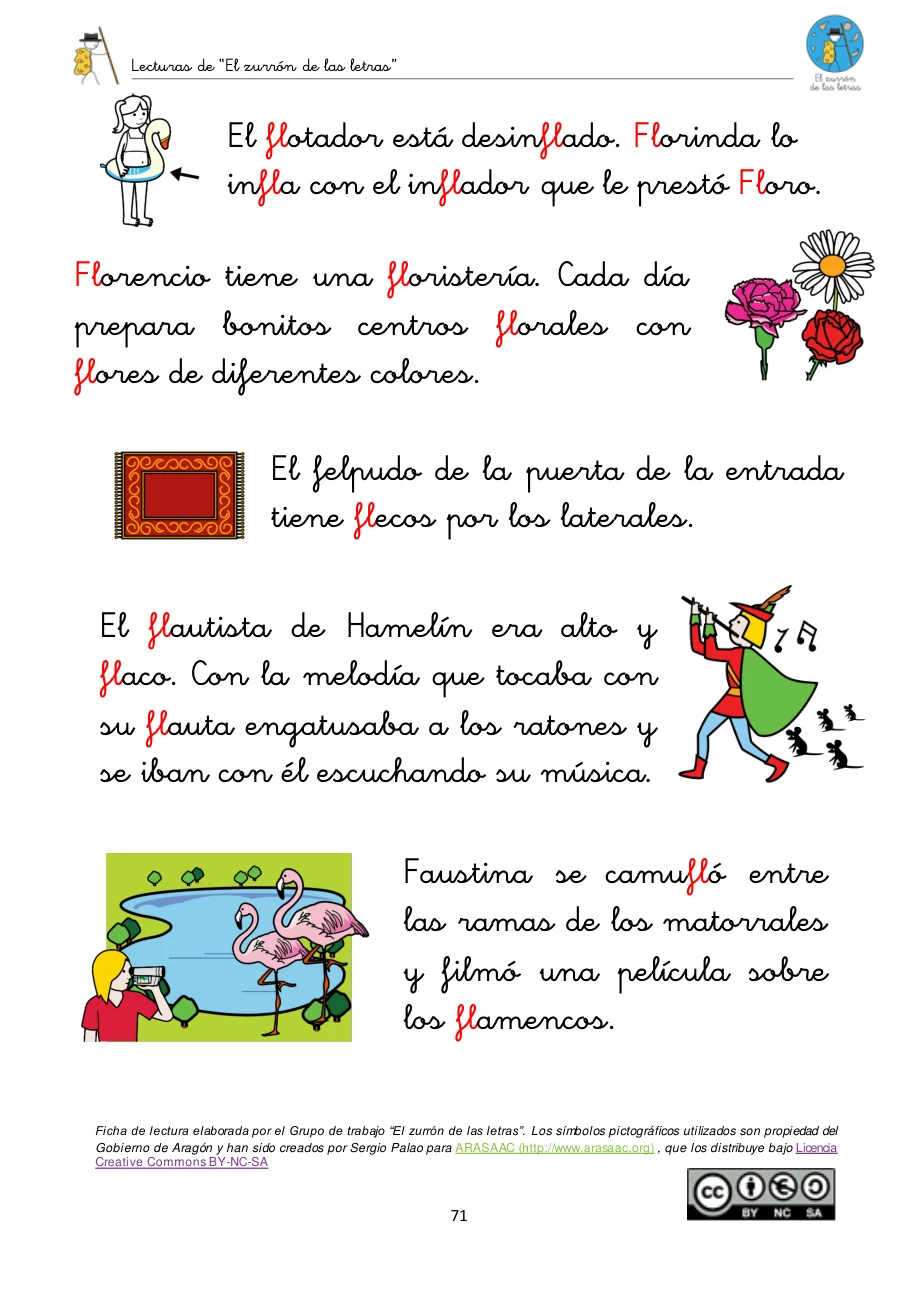 Lecturas de "El zurrón de las letras"
El zurrón
de las letras
El flotador está desinflado. Florinda lo
infla con el inflador que le prestó Floro.
Florencio tiene una floristería. Cada día
prepara bonitos centros florales con
flores de diferentes colores.
El felpudo de la puerta de la entrada
tiene flecos por los laterales.
El flautista de Hamelín era alto y
flaco. Con la melodía que tocaba con
su flauta engatusaba a los ratones y
se iban con él escuchando su música.
Faustina se camufló entre
las ramas de los matorrales
y filmó una película sobre
los flamencos.
Ficha de lectura elaborada por el Grupo de trabajo “El zurrón de las letras”. Los símbolos pictográficos utilizados son propiedad del
Gobierno de Aragón y han sido creados por Sergio Palao para ARASAAC (http://www.arasaac.org) , que los distribuye bajo Licencia
Creative Commons BY-NC-SA
cc BY NC SA
71